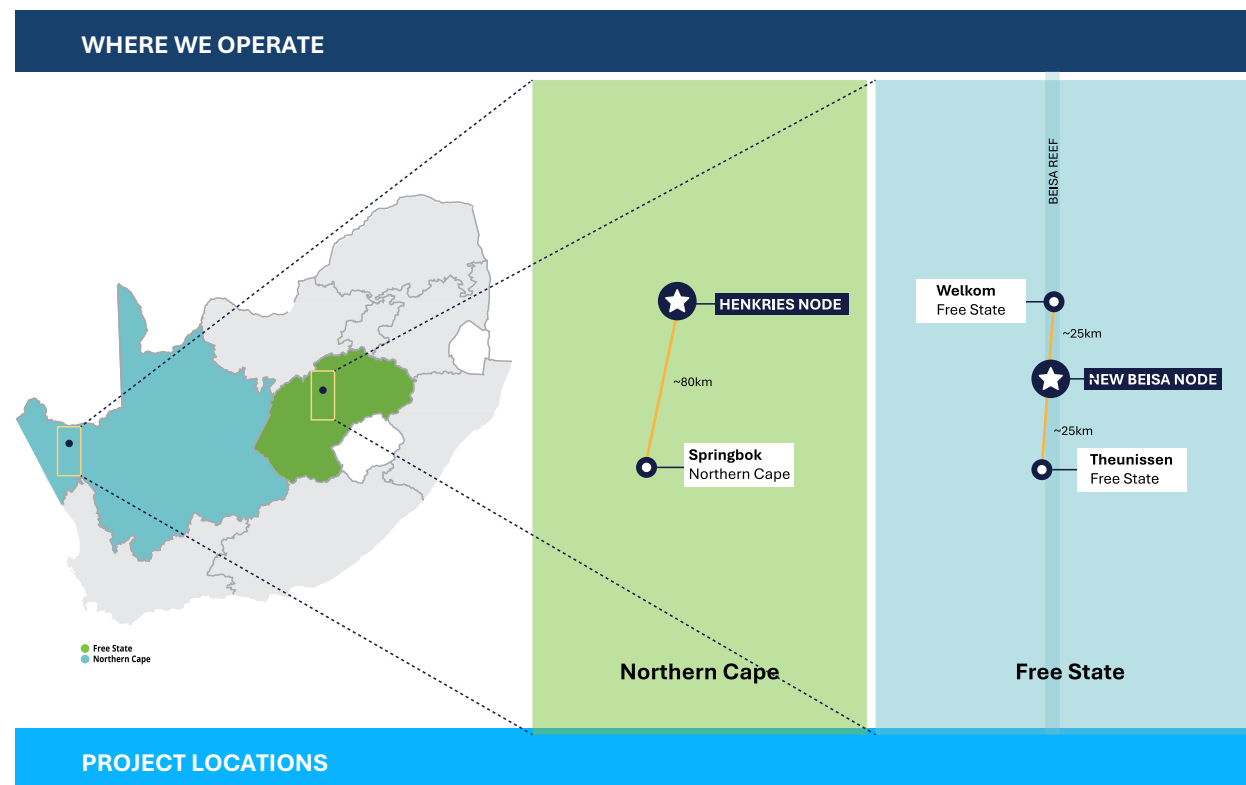 WHERE WE OPERATE
Free State
Northern Cape
HENKRIES NODE
~80km
Springbok
Northern Cape
Northern Cape
BEISA REEF
Welkom
Free State
~25km
NEW BEISA NODE
~25km
Theunissen
Free State
Free State
PROJECT LOCATIONS